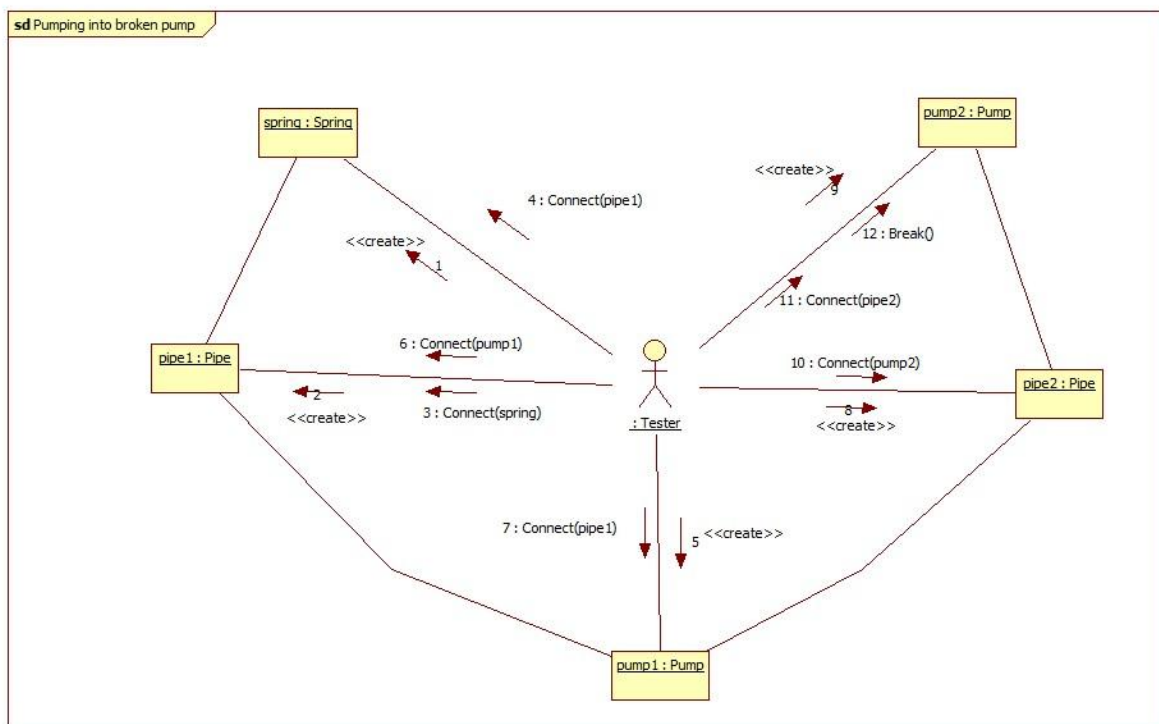 sd Pumping into broken pump
spring : Spring
pump2 : Pump
<<create>>
9
4 : Connect(pipe1)
12 : Break()
<<create>>
1
11 : Connect(pipe2)
6 : Connect(pump1)
pipe1 : Pipe
10 : Connect(pump2)
pipe2 : Pipe
2
3 : Connect(spring)
<<create>>
8
<<create>>
: Tester
7 : Connect(pipe1)
5
<<create>>
pump1 : Pump